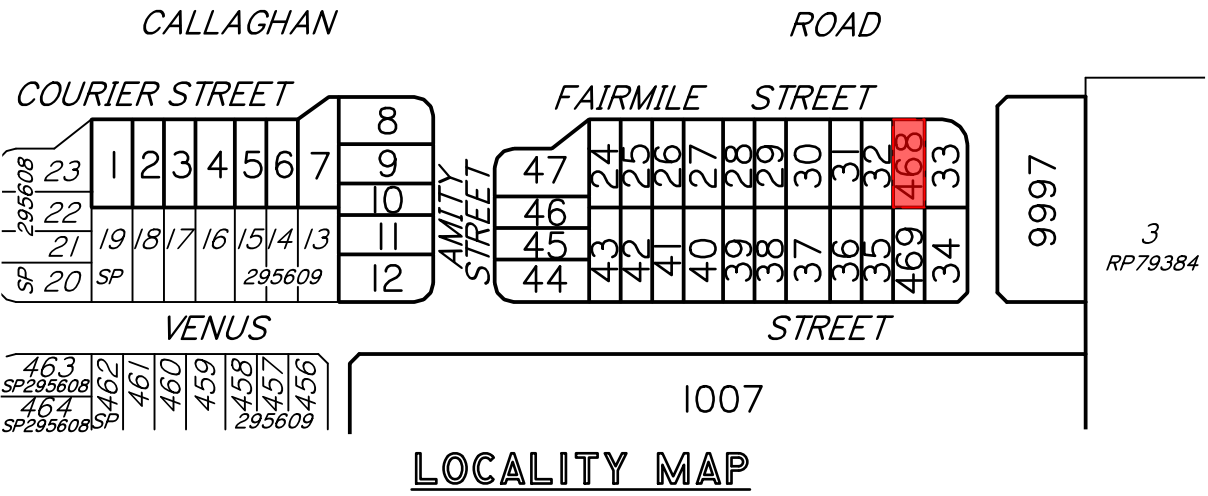 CALLAGHAN ROAD
COURIER STREET
FAIRMILE STREET
8
9
10
11
12
1 2 3 4 5 6 7
23
295608
22
21
SP 20
19 18 17 16 15 14 13
SP 295609
AMITY
STREET
47
46
45
44
24 25 26 27 28 29 30 31 32 468 33
43 42 41 40 39 38 37 36 35 469 34
9997
3
RP79384
VENUS STREET
463
SP295608
464
SP295608
462 461 460 459 458 457 456
SP 295609
1007
LOCALITY MAP